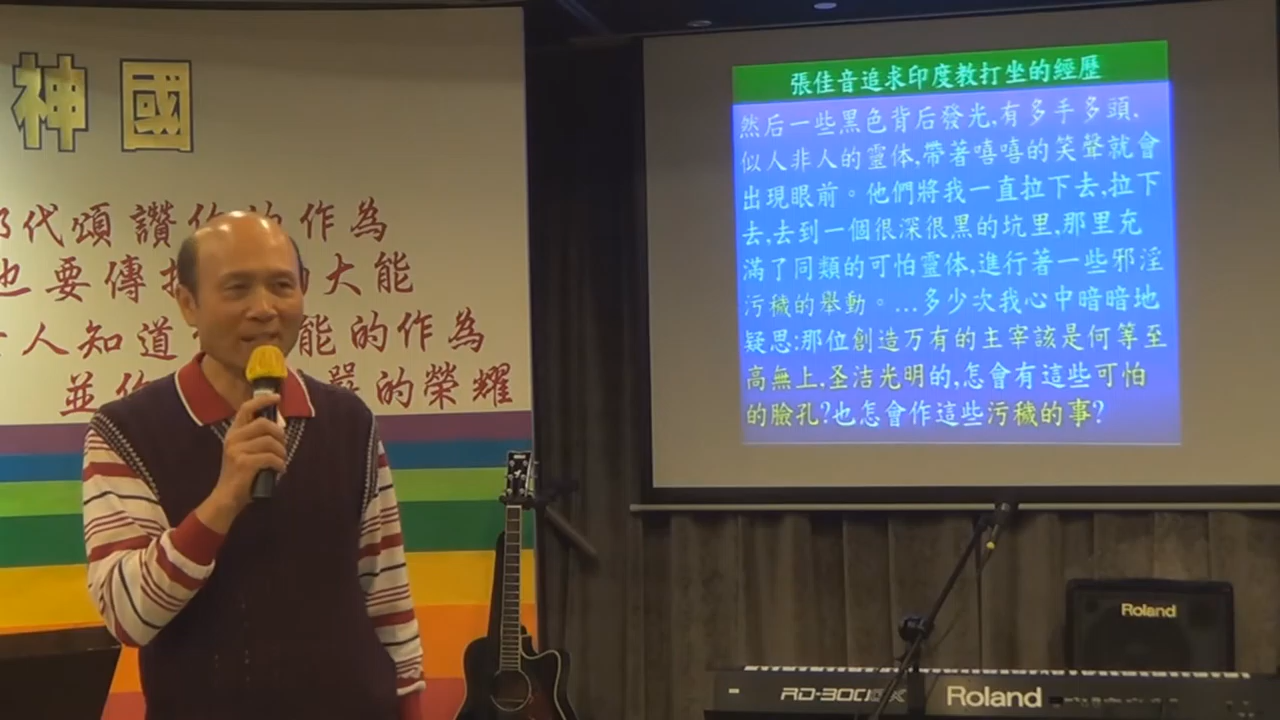 神國
代頌讚你的作為
也要傳揚 大能
人知道 能的作為
並你 嚴的榮耀
張佳音追求印度教打坐的經歷
然后一些黑色背后發光,有多手多頭,
似人非人的靈体,帶著嘻嘻的笑聲就會
出現眼前。他們將我一直拉下去,拉下
去,去到一個很深很黑的坑里,那里充
滿了同類的可怕靈体,進行著一些邪淫
污穢的舉動。…多少次我心中暗暗地
疑思:那位創造万有的主宰該是何等至
高無上,圣洁光明的,怎會有這些可怕
的臉孔?也怎會作這些污穢的事?
Roland
RD-300GX
Roland